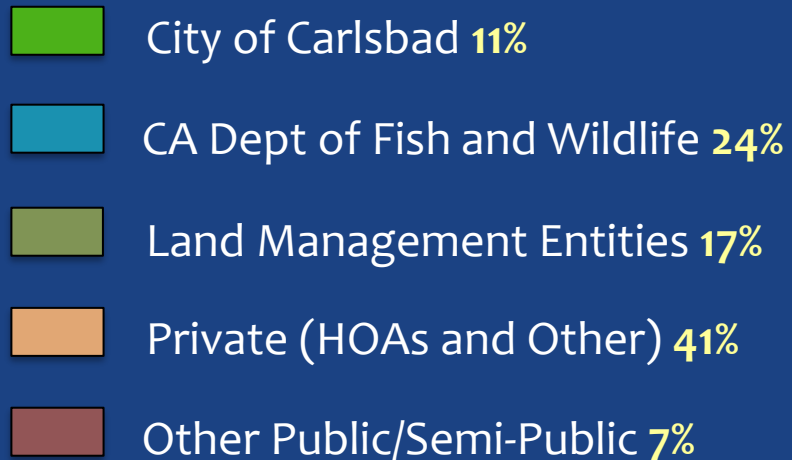 City of Carlsbad 11%
CA Dept of Fish and Wildlife 24%
Land Management Entities 17%
Private (HOAs and Other) 41%
Other Public/Semi-Public 7%